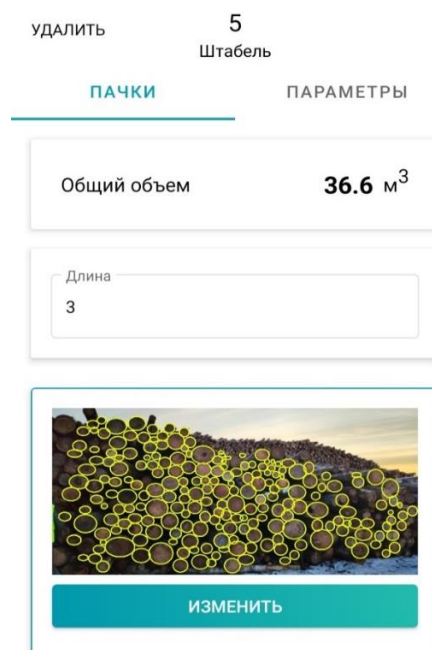 УДАЛИТЬ
5
Штабель
ПАЧКИ ПАРАМЕТРЫ
Общий объем 36.6 м³
Длина
3
ИЗМЕНИТЬ